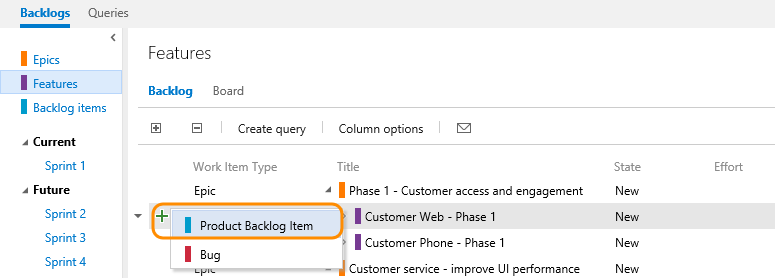 Backlogs Queries
Epics
Features
Backlog items
Current
Sprint 1
Future
Sprint 2
Sprint 3
Sprint 4
Features
Backlog Board
Create query Column options
Work Item Type Title State Effort
Epic Phase 1 - Customer access and engagement New
Product Backlog Item Customer Web - Phase 1 New
Bug Customer Phone - Phase 1 New
Epic Customer service - improve UI performance New